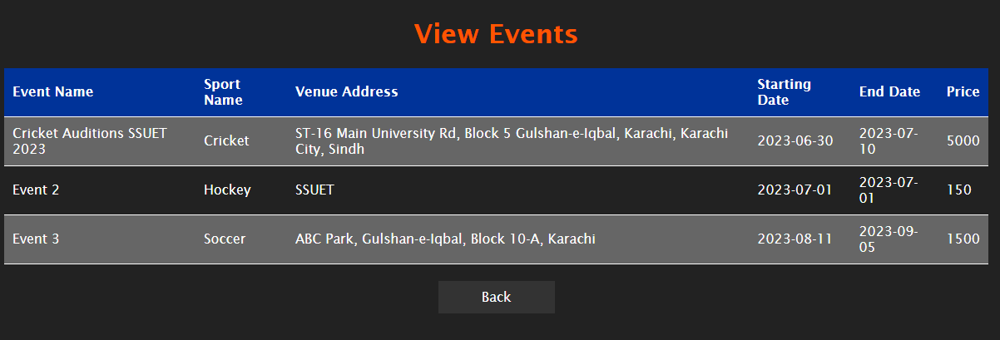 View Events
Event Name Sport Name Venue Address Starting Date End Date Price
Cricket Auditions SSUET 2023 Cricket ST-16 Main University Rd, Block 5 Gulshan-e-Iqbal, Karachi, Karachi City, Sindh 2023-06-30 2023-07-10 5000
Event 2 Hockey SSUET 2023-07-01 2023-07-01 150
Event 3 Soccer ABC Park, Gulshan-e-Iqbal, Block 10-A, Karachi 2023-08-11 2023-09-05 1500
Back